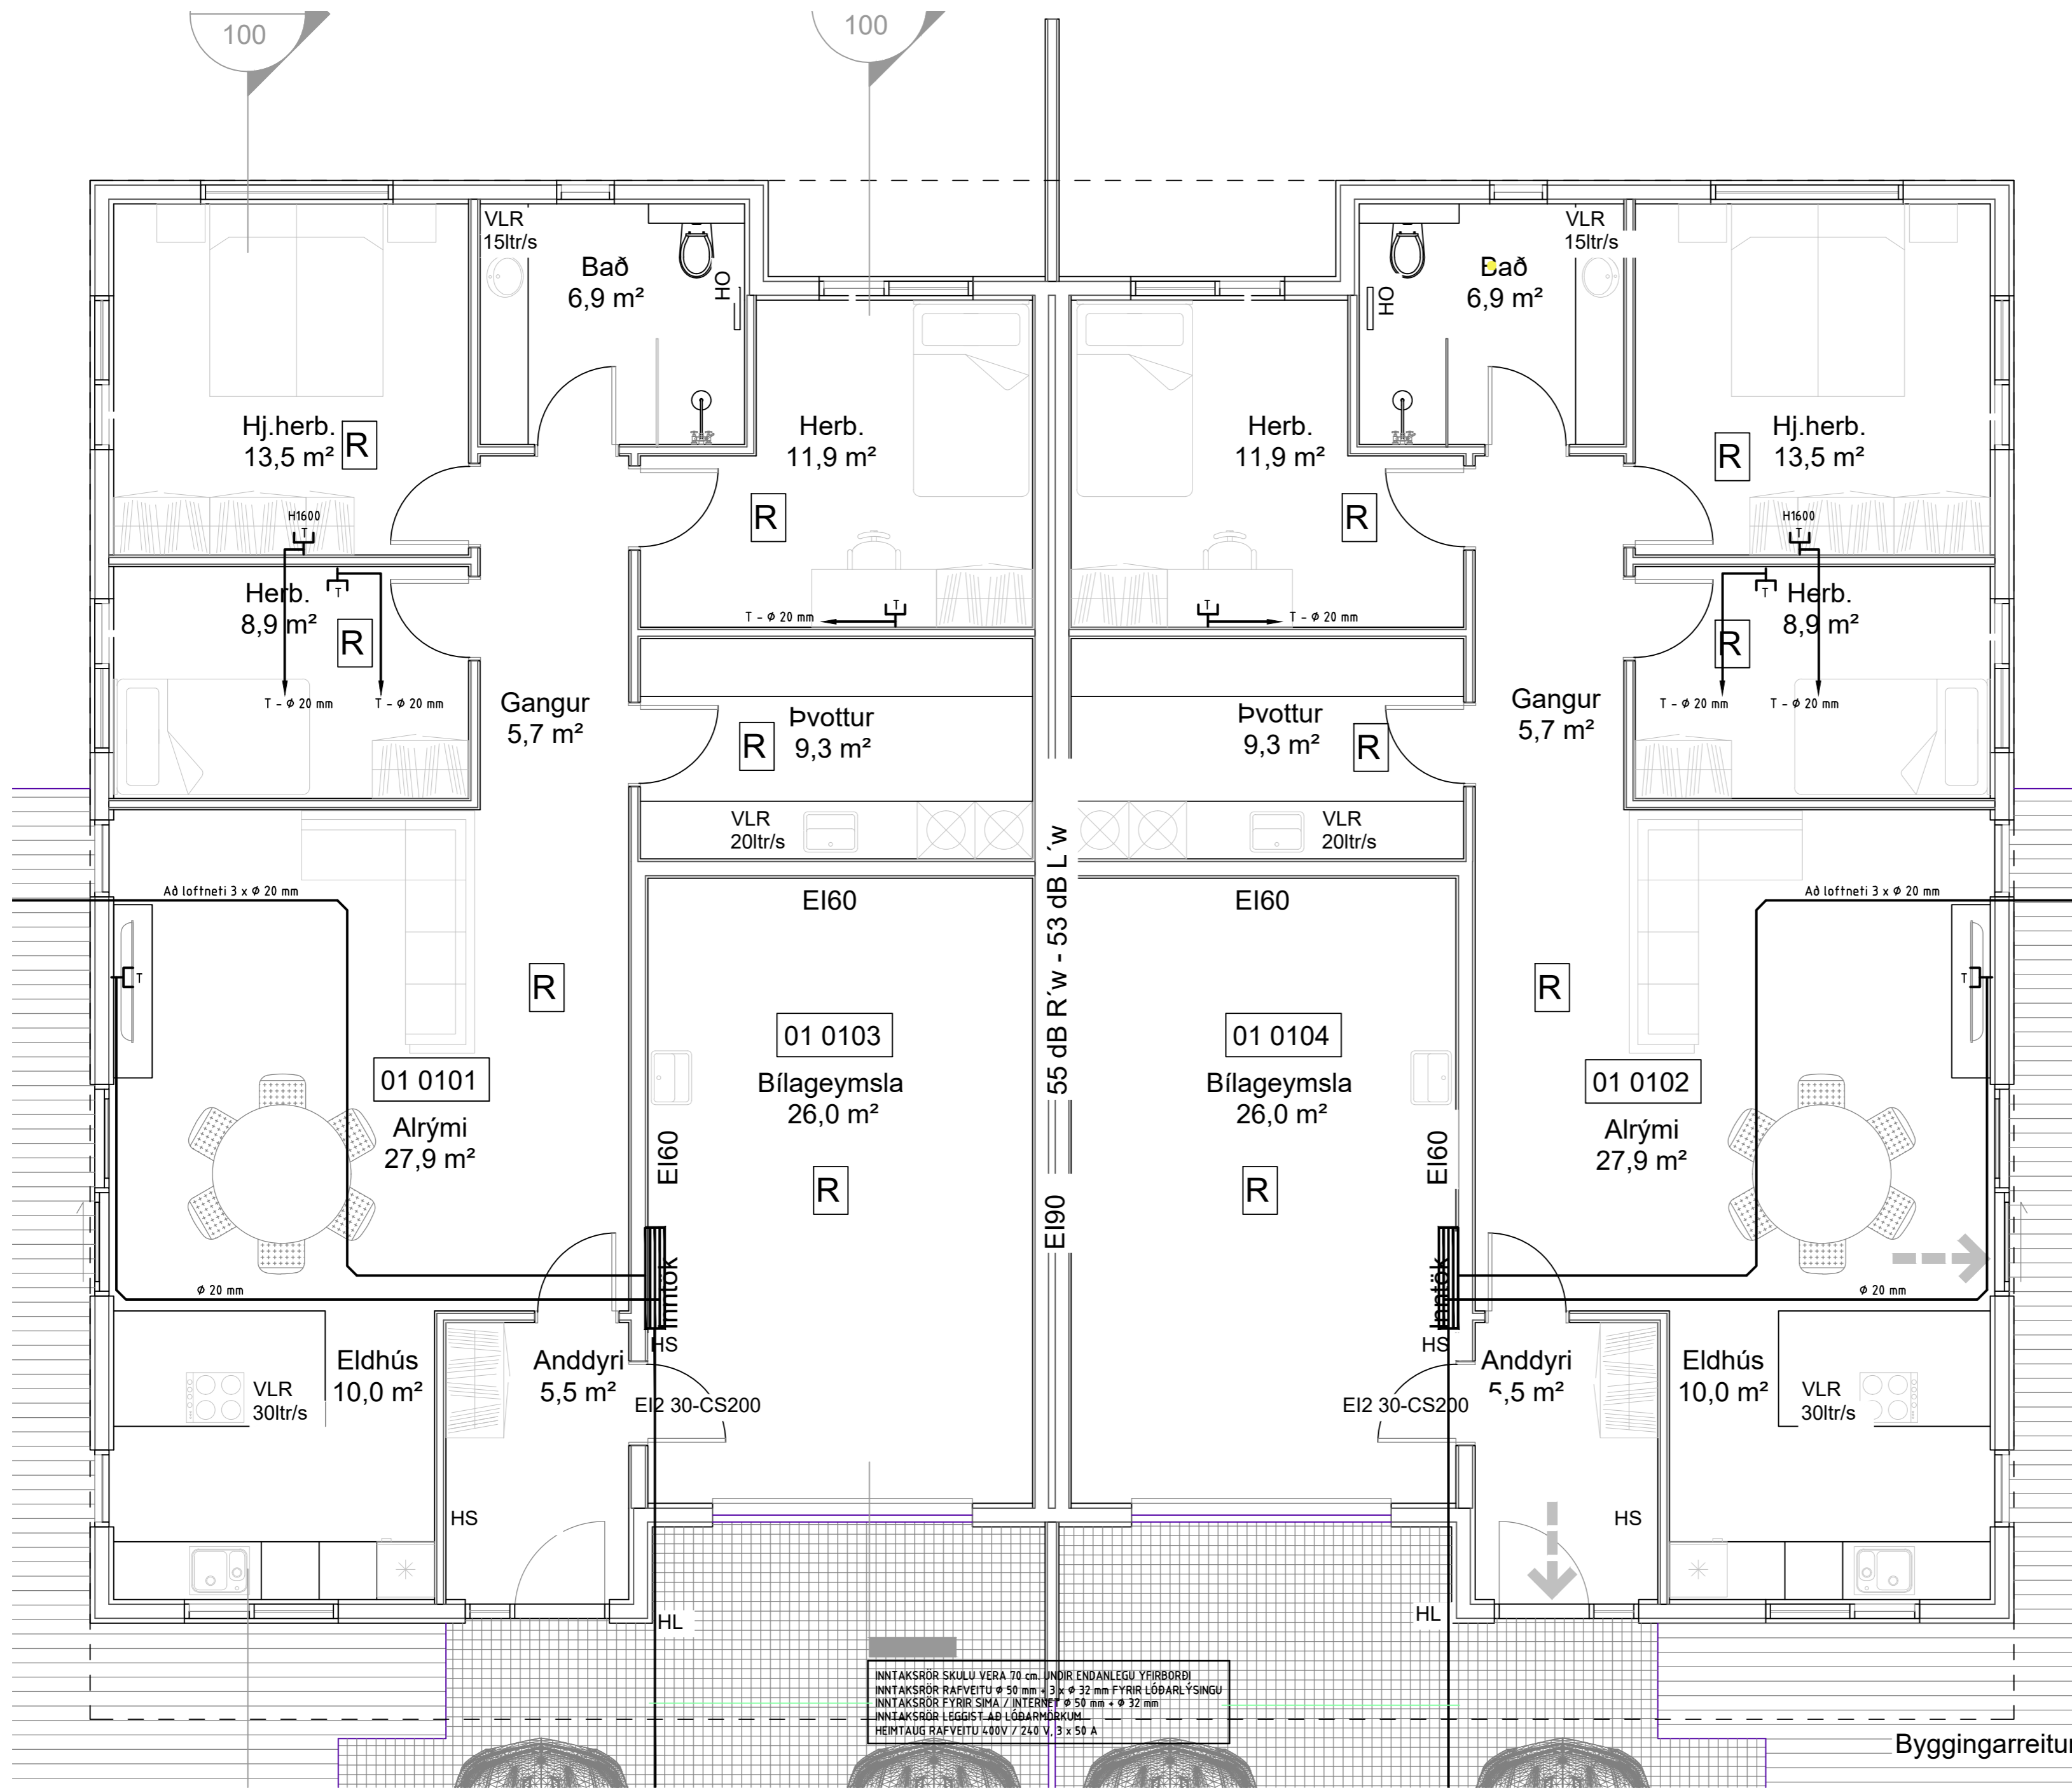 100
100
VLR
15ltr/s
Bað
6,9 m²
HO
Hj.herb.
13,5 m²
R
Herb.
11,9 m²
R
H1600
T
Herb.
8,9 m²
T
R
T - Ø 20 mm
T - Ø 20 mm
T
T - Ø 20 mm
Gangur
5,7 m²
Þvottur
9,3 m²
R
VLR
20ltr/s
VLR
15ltr/s
Bað
6,9 m²
HO
Herb.
11,9 m²
R
Hj.herb.
13,5 m²
R
H1600
T
T
Herb.
8,9 m²
R
T - Ø 20 mm
T - Ø 20 mm
T
T - Ø 20 mm
Gangur
5,7 m²
Þvottur
9,3 m²
R
VLR
20ltr/s
Að loftneti 3 x Ø 20 mm
T
R
01 0101
Alrými
27,9 m²
Ø 20 mm
EI60
01 0103
Bílageymsla
26,0 m²
R
EI60
Inntök
HS
EI90 55 dB R´w - 53 dB L´w
EI60
01 0104
Bílageymsla
26,0 m²
R
EI60
Inntök
HS
Að loftneti 3 x Ø 20 mm
T
R
01 0102
Alrými
27,9 m²
Ø 20 mm
Eldhús
10,0 m²
VLR
30ltr/s
Anddyri
5,5 m²
EI2 30-CS200
HS
HL
EI2 30-CS200
Anddyri
5,5 m²
Eldhús
10,0 m²
VLR
30ltr/s
HS
HL
INNTAKSRÖR SKULU VERA 70 cm. UNDIR ENDANLEGU YFIRBORÐI
INNTAKSRÖR RAFVEITU Ø 50 mm + 3 x Ø 32 mm FYRIR LÓÐARLÝSINGU
INNTAKSRÖR FYRIR SIMA / INTERNET Ø 50 mm + Ø 32 mm
INNTAKSRÖR LEGGIST AÐ LÓÐARMÖRKUM
HEIMTAUG RAFVEITU 400V / 240 V, 3 x 50 A
Byggingarreitur